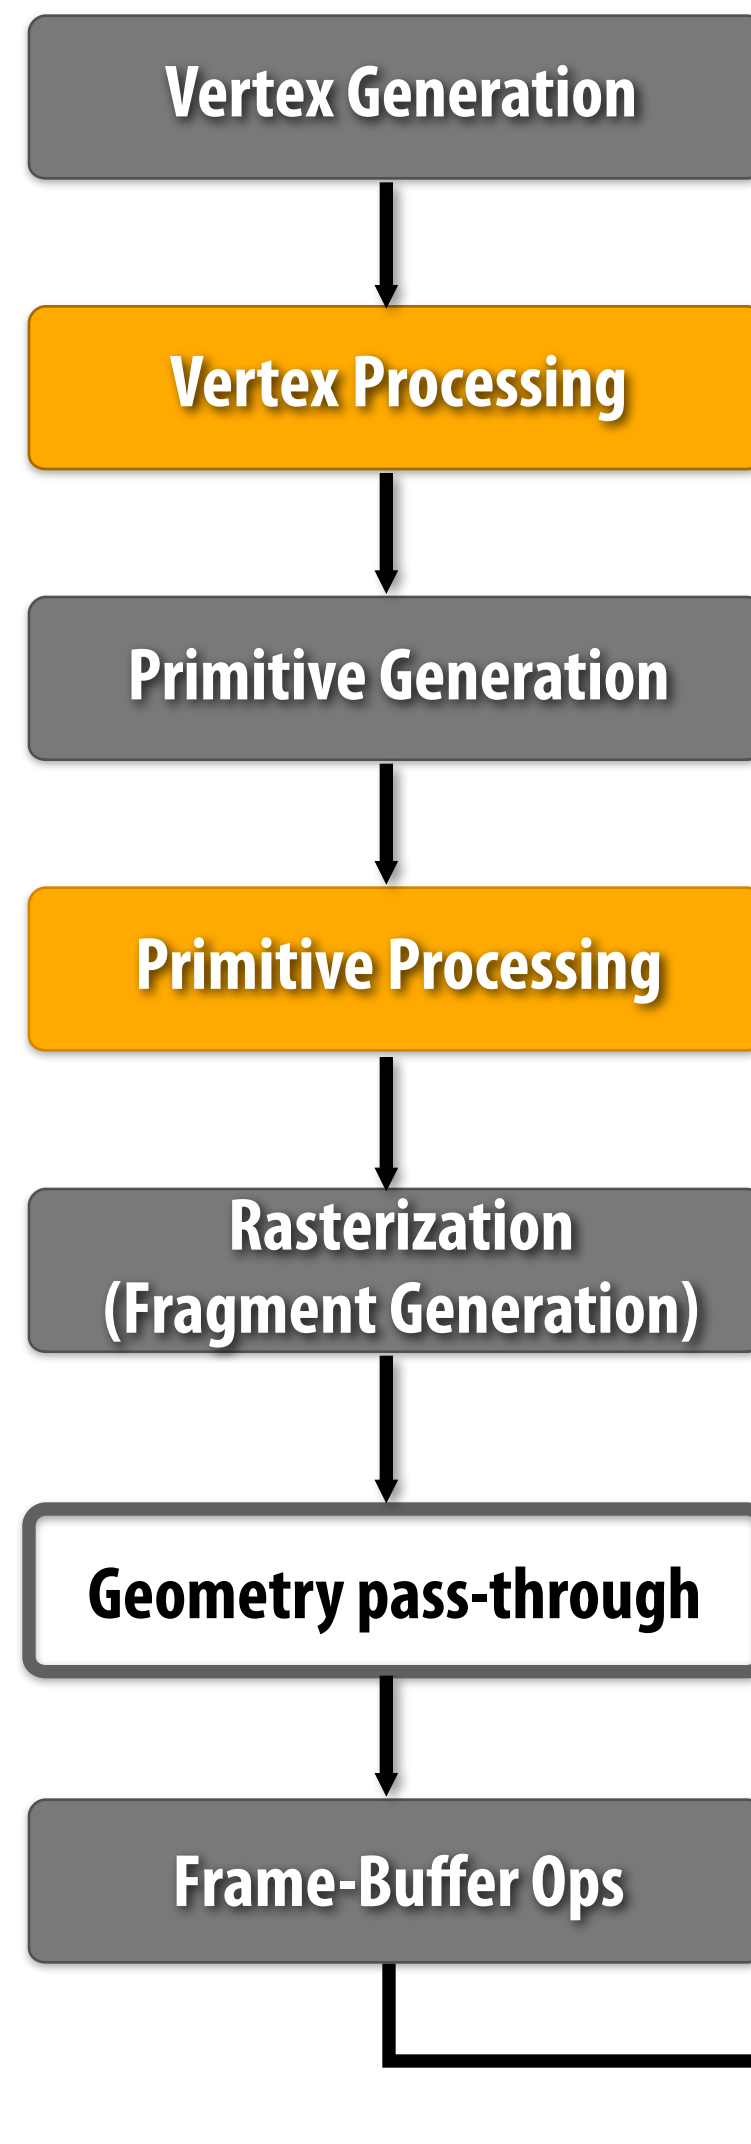 Vertex Generation
Vertex Processing
Primitive Generation
Primitive Processing
Rasterization
(Fragment Generation)
Geometry pass-through
Frame-Buffer Ops